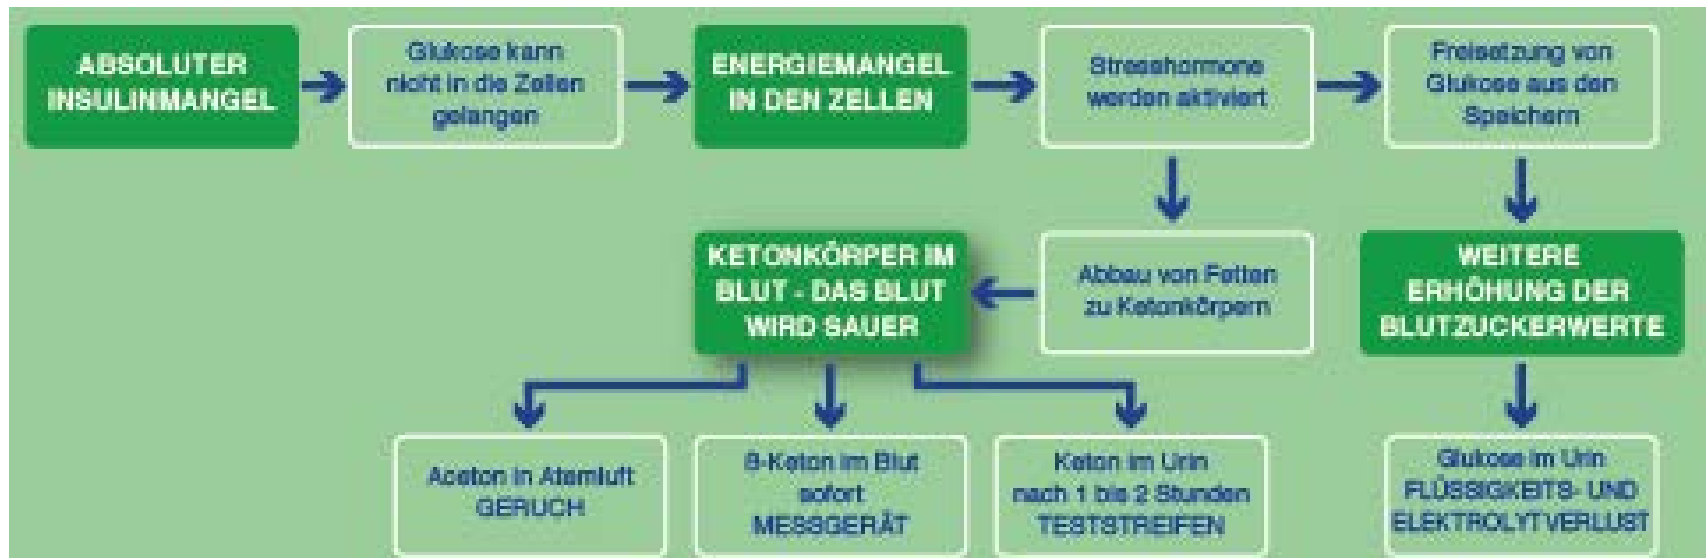 ABSOLUTER
INSULINMANGEL
Glukose kann
nicht in die Zellen
gelangen
ENERGIEMANGEL
IN DEN ZELLEN
Stresshormone
werden aktiviert
Freisetzung von
Glukose aus den
Speichern
KETONKÖRPER IM
BLUT - DAS BLUT
WIRD SAUER
Abbau von Fetten
zu Ketonkörpern
WEITERE
ERHÖHUNG DER
BLUTZUCKERWERTE
Aceton in Atemluft
GERUCH
ß-Keton im Blut
sofort
MESSGERÄT
Keton im Urin
nach 1 bis 2 Stunden
TESTSTREIFEN
Glukose im Urin
FLÜSSIGKEITS- UND
ELEKTROLYTVERLUST